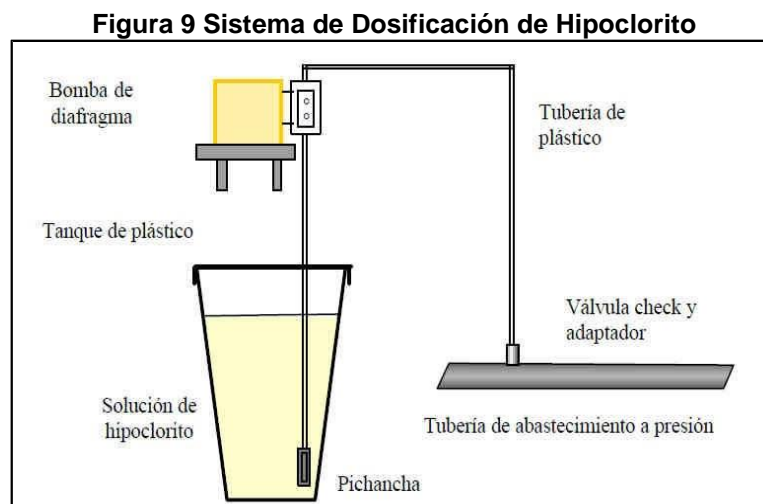 Figura 9 Sistema de Dosificación de Hipoclorito
Bomba de
diafragma
Tubería de
plástico
Tanque de plástico
Válvula check y
adaptador
Solución de
hipoclorito
Tubería de abastecimiento a presión
Pichancha